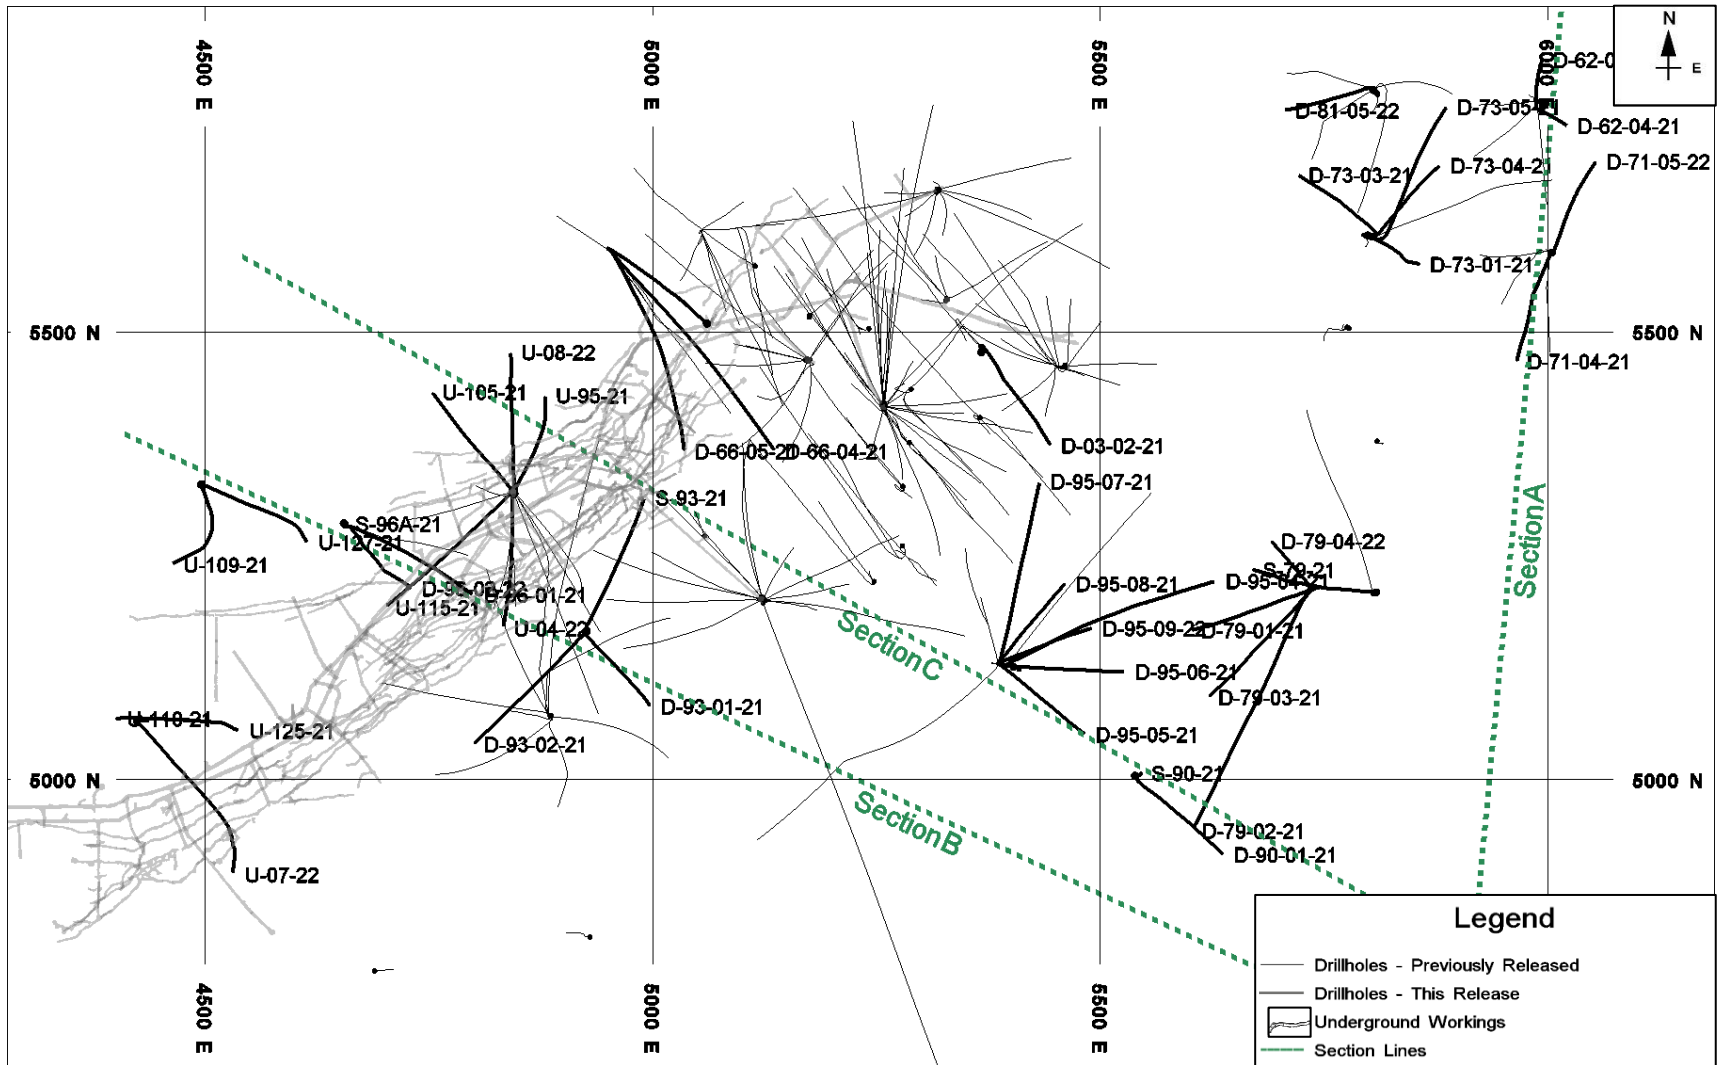 4500 E
5000 E
5500 E
6000 E
N
E
D-62-0
D-81-05-22
D-73-05-21
D-62-04-21
D-73-03-21
D-73-04-21
D-71-05-22
D-73-01-21
5500 N
5500 N
U-08-22
D-71-04-21
U-105-21
U-95-21
D-66-05-21
D-66-04-21
D-03-02-21
D-95-07-21
S-93-21
S-96A-21
U-127-21
U-109-21
D-79-04-22
S-79-21
D-95-08-21
D-95-04-21
D-96-01-21
U-115-21
U-04-22
D-95-09-22
D-79-01-21
Section A
Section C
D-95-06-21
D-79-03-21
D-93-01-21
U-110-21
U-125-21
D-93-02-21
D-95-05-21
5000 N
S-90-21
5000 N
Section B
D-79-02-21
D-90-01-21
U-07-22
Legend
Drillholes - Previously Released
Drillholes - This Release
Underground Workings
Section Lines
4500 E
5000 E
5500 E